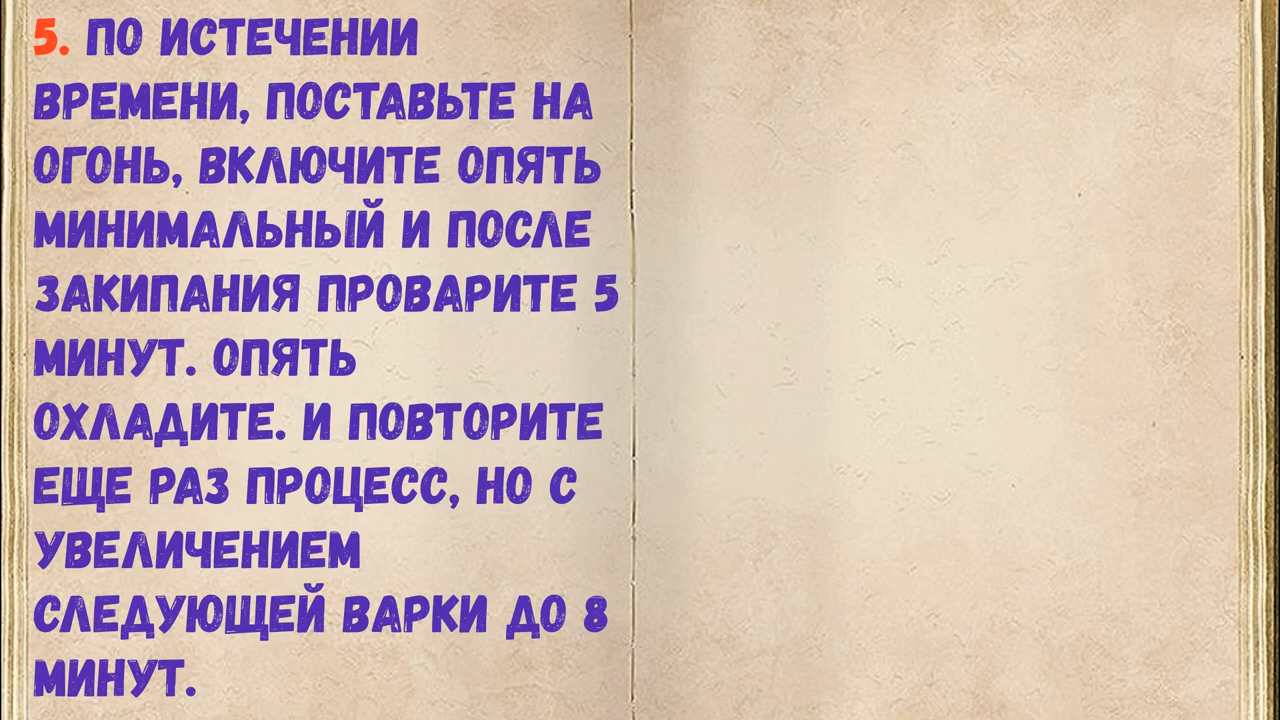 5. ПО ИСТЕЧЕНИИ
ВРЕМЕНИ, ПОСТАВЬТЕ НА
ОГОНЬ, ВКЛЮЧИТЕ ОПЯТЬ
МИНИМАЛЬНЫЙ И ПОСЛЕ
ЗАКИПАНИЯ ПРОВАРИТЕ 5
МИНУТ. ОПЯТЬ
ОХЛАДИТЕ. И ПОВТОРИТЕ
ЕЩЕ РАЗ ПРОЦЕСС, НО С
УВЕЛИЧЕНИЕМ
СЛЕДУЮЩЕЙ ВАРКИ ДО 8
МИНУТ.